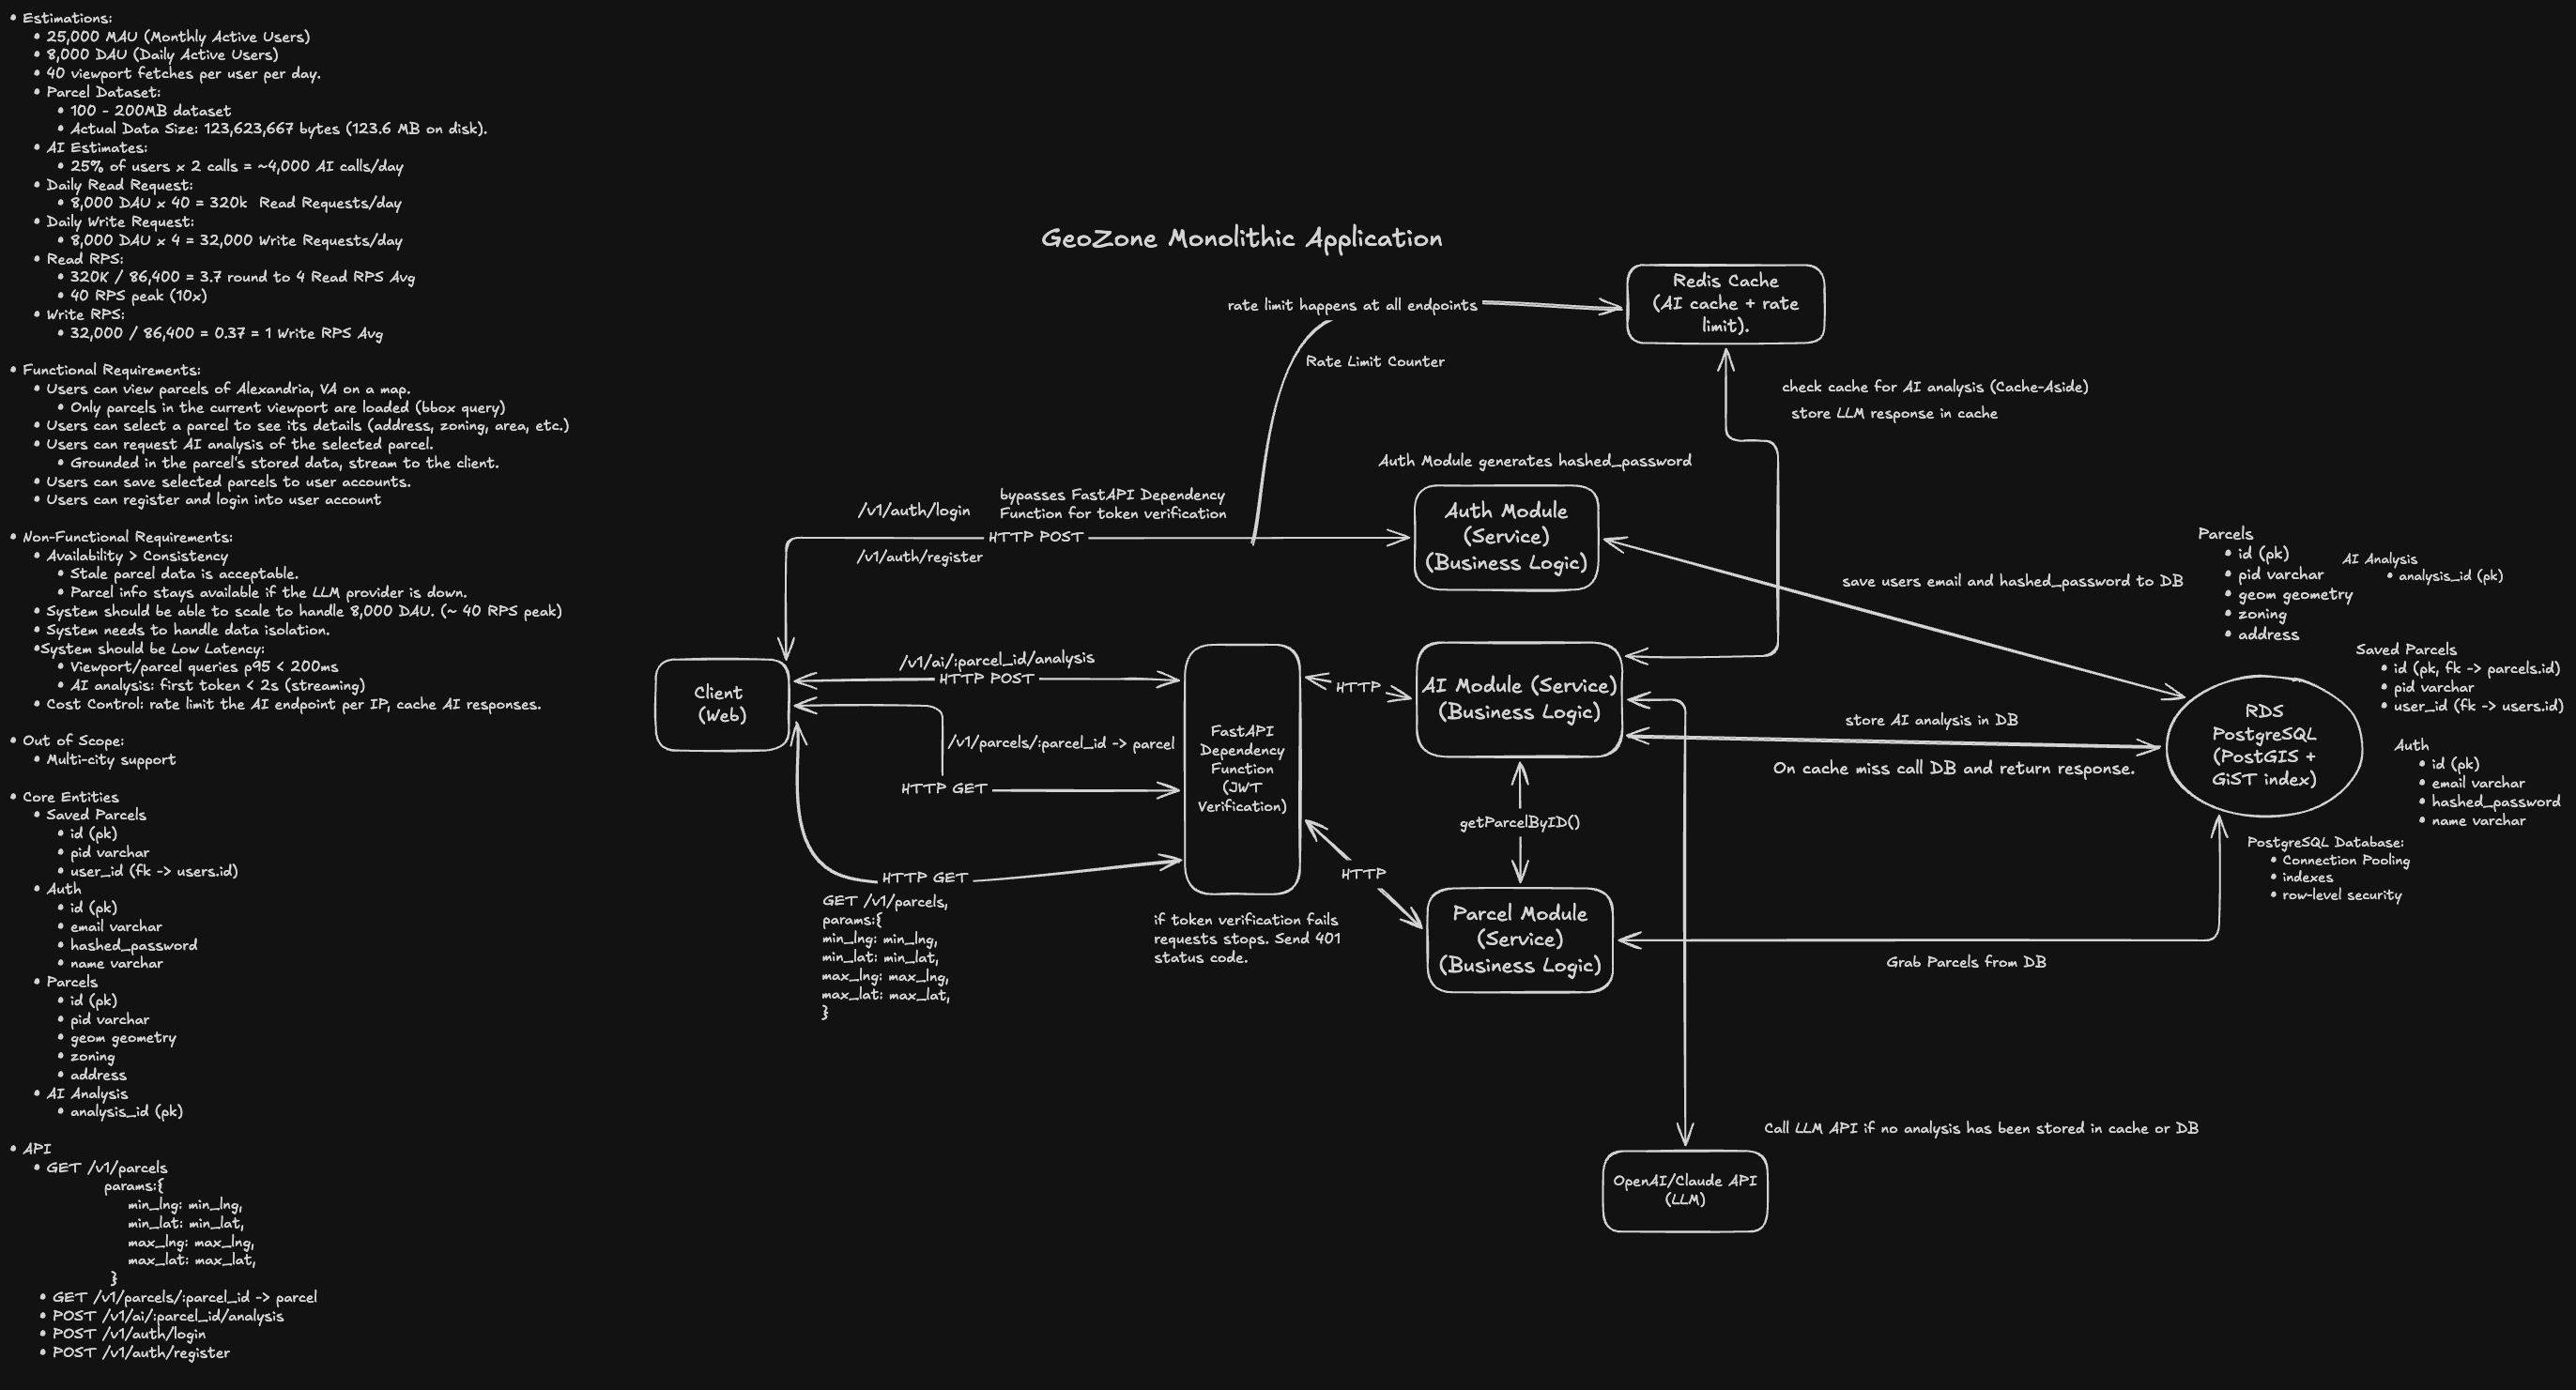 • Estimations:
• 25,000 MAU (Monthly Active Users)
• 8,000 DAU (Daily Active Users)
• 40 viewport fetches per user per day.
• Parcel Dataset:
• 100 - 200MB dataset
• Actual Data Size: 123,623,667 bytes (123.6 MB on disk).
• AI Estimates:
• 25% of users x 2 calls = ~4,000 AI calls/day
• Daily Read Request:
• 8,000 DAU x 40 = 320k Read Requests/day
• Daily Write Request:
• 8,000 DAU x 4 = 32,000 Write Requests/day
• Read RPS:
• 320K / 86,400 = 3.7 round to 4 Read RPS Avg
• 40 RPS peak (10x)
• Write RPS:
• 32,000 / 86,400 = 0.37 = 1 Write RPS Avg
• Functional Requirements:
• Users can view parcels of Alexandria, VA on a map.
• Only parcels in the current viewport are loaded (bbox query)
• Users can select a parcel to see its details (address, zoning, area, etc.)
• Users can request AI analysis of the selected parcel.
• Grounded in the parcel's stored data, stream to the client.
• Users can save selected parcels to user accounts.
• Users can register and login into user account
• Non-Functional Requirements:
• Availability > Consistency
• Stale parcel data is acceptable.
• Parcel info stays available if the LLM provider is down.
• System should be able to scale to handle 8,000 DAU. (~ 40 RPS peak)
• System needs to handle data isolation.
•System should be Low Latency:
• Viewport/parcel queries p95 < 200ms
• AI analysis: first token < 2s (streaming)
• Cost Control: rate limit the AI endpoint per IP, cache AI responses.
• Out of Scope:
• Multi-city support
• Core Entities
• Saved Parcels
• id (pk)
• pid varchar
• user_id (fk -> users.id)
• Auth
• id (pk)
• email varchar
• hashed_password
• name varchar
• Parcels
• id (pk)
• pid varchar
• geom geometry
• zoning
• address
• AI Analysis
• analysis_id (pk)
• API
• GET /v1/parcels
params:{
min_lng: min_lng,
min_lat: min_lat,
max_lng: max_lng,
max_lat: max_lat,
}
• GET /v1/parcels/:parcel_id -> parcel
• POST /v1/ai/:parcel_id/analysis
• POST /v1/auth/login
• POST /v1/auth/register
GeoZone Monolithic Application
rate limit happens at all endpoints
Redis Cache
(AI cache + rate
limit).
Rate Limit Counter
check cache for AI analysis (Cache-Aside)
store LLM response in cache
Auth Module generates hashed_password
/v1/auth/login
bypasses FastAPI Dependency
Function for token verification
HTTP POST
/v1/auth/register
Auth Module
(Service)
(Business Logic)
save users email and hashed_password to DB
Client
(Web)
/v1/ai/:parcel_id/analysis
HTTP POST
/v1/parcels/:parcel_id -> parcel
HTTP GET
HTTP GET
GET /v1/parcels,
params:{
min_lng: min_lng,
min_lat: min_lat,
max_lng: max_lng,
max_lat: max_lat,
}
FastAPI
Dependency
Function
(JWT
Verification)
if token verification fails
requests stops. Send 401
status code.
HTTP
HTTP
AI Module (Service)
(Business Logic)
getParcelByID()
Parcel Module
(Service)
(Business Logic)
store AI analysis in DB
On cache miss call DB and return response.
Grab Parcels from DB
Call LLM API if no analysis has been stored in cache or DB
OpenAI/Claude API
(LLM)
RDS
PostgreSQL
(PostGIS +
GiST index)
Parcels
• id (pk)
• pid varchar
• geom geometry
• zoning
• address
AI Analysis
• analysis_id (pk)
Saved Parcels
• id (pk, fk -> parcels.id)
• pid varchar
• user_id (fk -> users.id)
Auth
• id (pk)
• email varchar
• hashed_password
• name varchar
PostgreSQL Database:
• Connection Pooling
• indexes
• row-level security